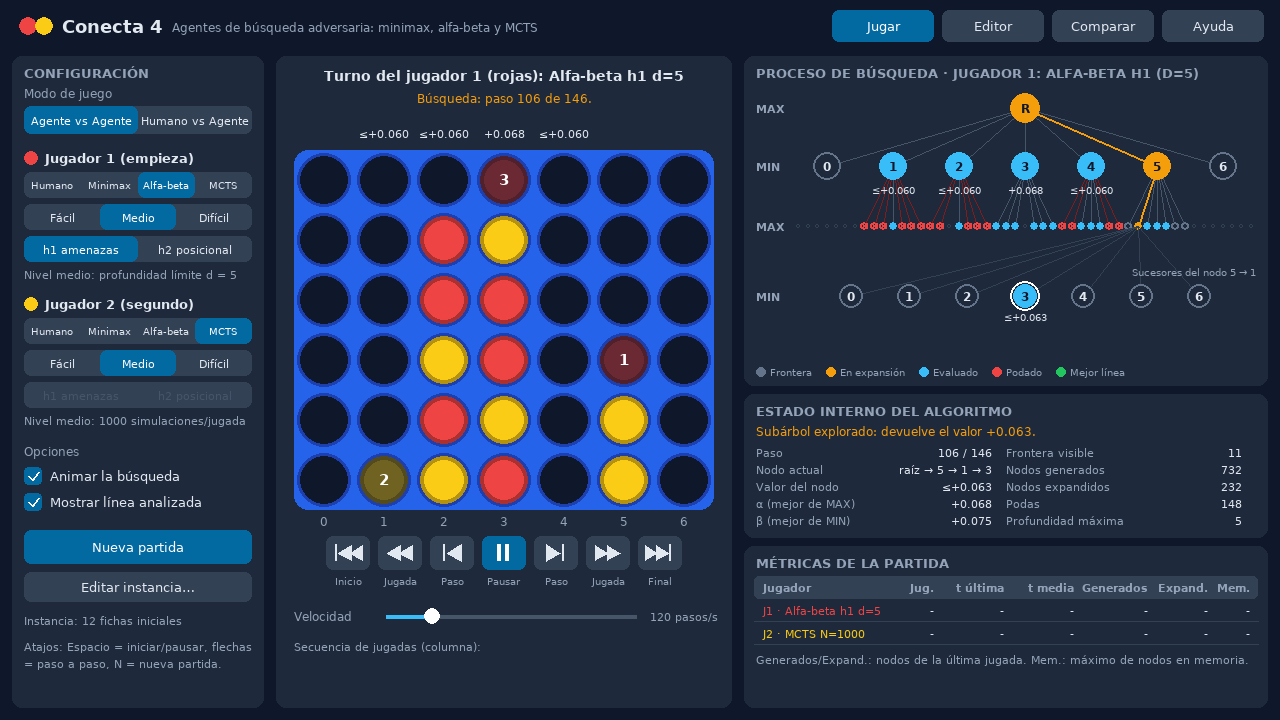 Conecta 4 Agentes de búsqueda adversaria: minimax, alfa-beta y MCTS
Jugar Editor Comparar Ayuda
CONFIGURACIÓN
Modo de juego
Agente vs Agente Humano vs Agente
Jugador 1 (empieza)
Humano Minimax Alfa-beta MCTS
Fácil Medio Difícil
h1 amenazas h2 posicional
Nivel medio: profundidad límite d = 5
Jugador 2 (segundo)
Humano Minimax Alfa-beta MCTS
Fácil Medio Difícil
h1 amenazas h2 posicional
Nivel medio: 1000 simulaciones/jugada
Opciones
Animar la búsqueda
Mostrar línea analizada
Nueva partida
Editar instancia...
Instancia: 12 fichas iniciales
Atajos: Espacio = iniciar/pausar, flechas
= paso a paso, N = nueva partida.
Turno del jugador 1 (rojas): Alfa-beta h1 d=5
Búsqueda: paso 106 de 146.
≤+0.060 ≤+0.060 +0.068 ≤+0.060
3
1
2
0 1 2 3 4 5 6
Inicio Jugada Paso Pausar Paso Jugada Final
Velocidad 120 pasos/s
Secuencia de jugadas (columna):
PROCESO DE BÚSQUEDA · JUGADOR 1: ALFA-BETA H1 (D=5)
MAX R
MIN 0 1 2 3 4 5 6
≤+0.060 ≤+0.060 +0.068 ≤+0.060
MAX
Sucesores del nodo 5 → 1
MIN 0 1 2 3 4 5 6
≤+0.063
Frontera En expansión Evaluado Podado Mejor línea
ESTADO INTERNO DEL ALGORITMO
Subárbol explorado: devuelve el valor +0.063.
Paso 106 / 146 Frontera visible 11
Nodo actual raíz → 5 → 1 → 3 Nodos generados 732
Valor del nodo ≤+0.063 Nodos expandidos 232
α (mejor de MAX) +0.068 Podas 148
β (mejor de MIN) +0.075 Profundidad máxima 5
MÉTRICAS DE LA PARTIDA
Jugador Jug. t última t media Generados Expand. Mem.
J1 · Alfa-beta h1 d=5 - - - - - -
J2 · MCTS N=1000 - - - - - -
Generados/Expand.: nodos de la última jugada. Mem.: máximo de nodos en memoria.